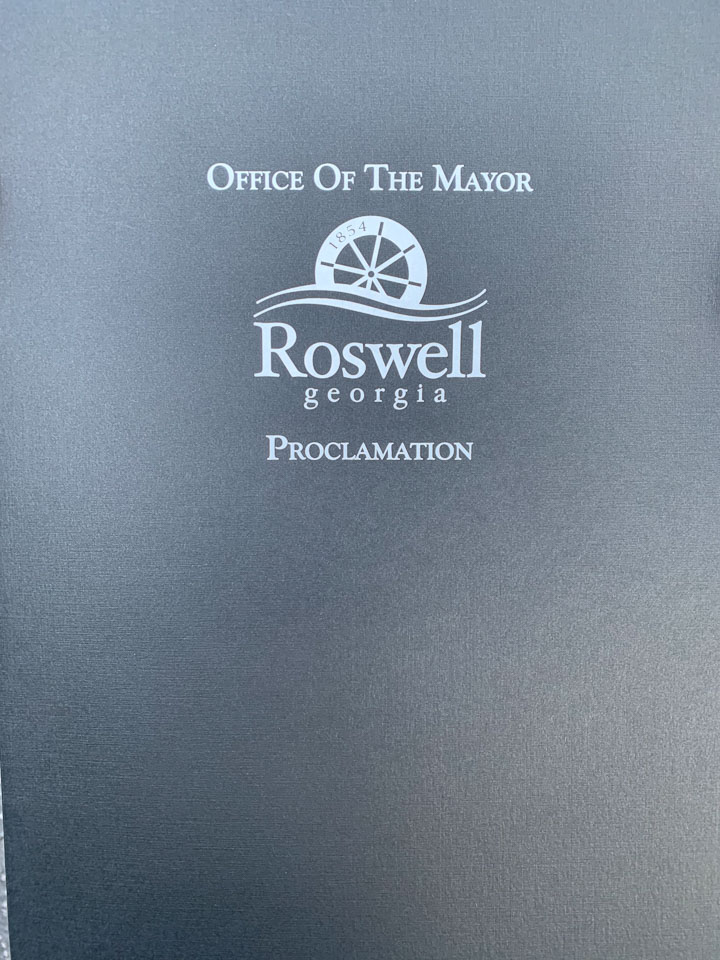 OFFICE OF THE MAYOR
1854
Roswell
georgia
PROCLAMATION